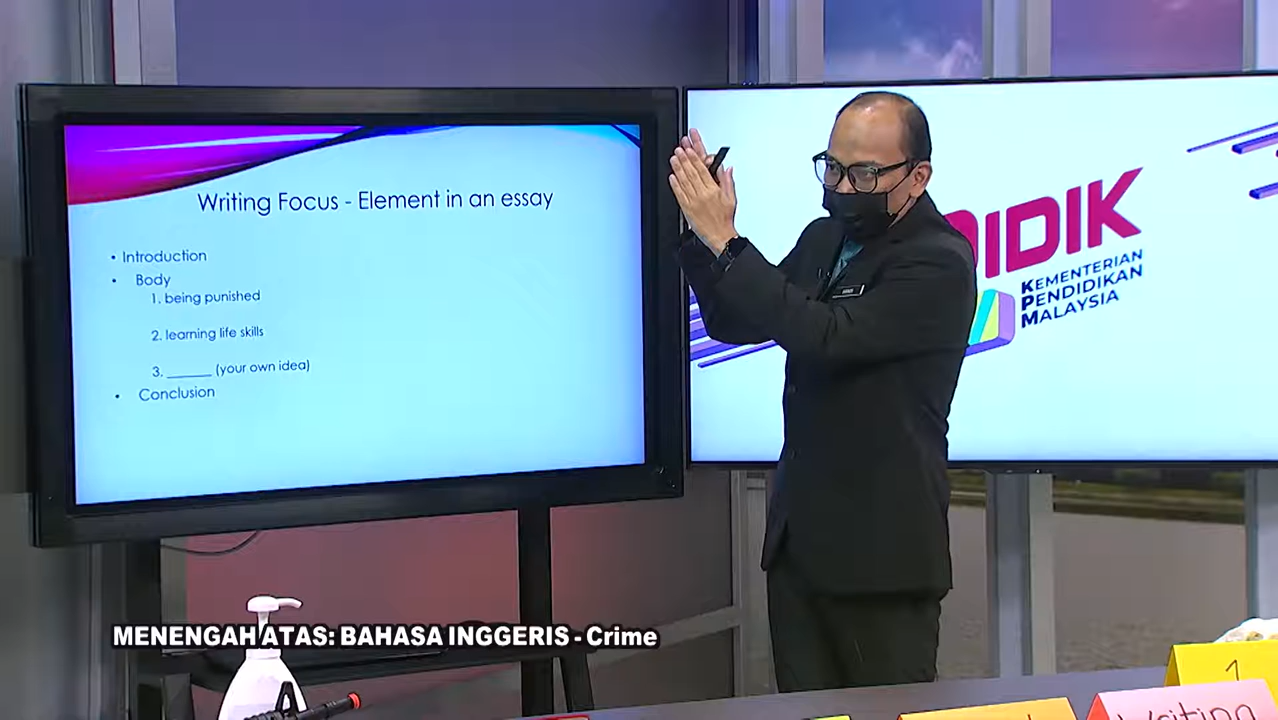 Writing Focus - Element in an essay
• Introduction
• Body
1. being punished
2. learning life skills
3. ______ (your own idea)
• Conclusion
DIDIK
KEMENTERIAN
PENDIDIKAN
MALAYSIA
MENENGAH ATAS: BAHASA INGGERIS - Crime
1
writing